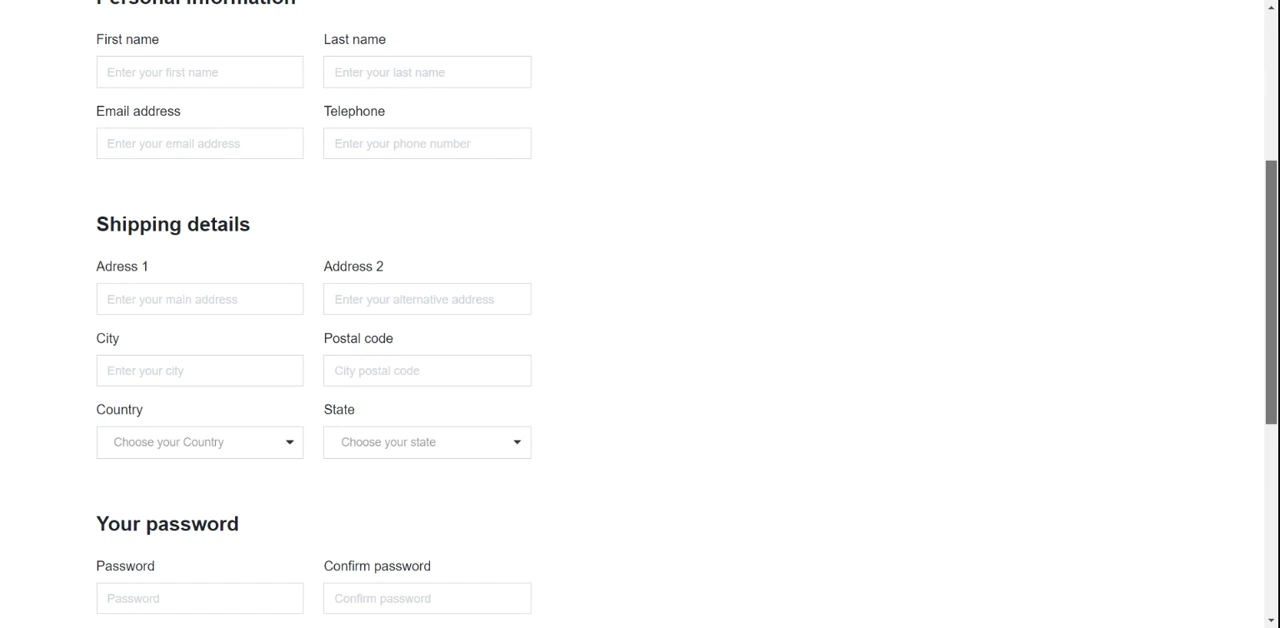 Personal information
First name Last name
Enter your first name Enter your last name
Email address Telephone
Enter your email address Enter your phone number
Shipping details
Adress 1 Address 2
Enter your main address Enter your alternative address
City Postal code
Enter your city City postal code
Country State
Choose your Country Choose your state
Your password
Password Confirm password
Password Confirm password